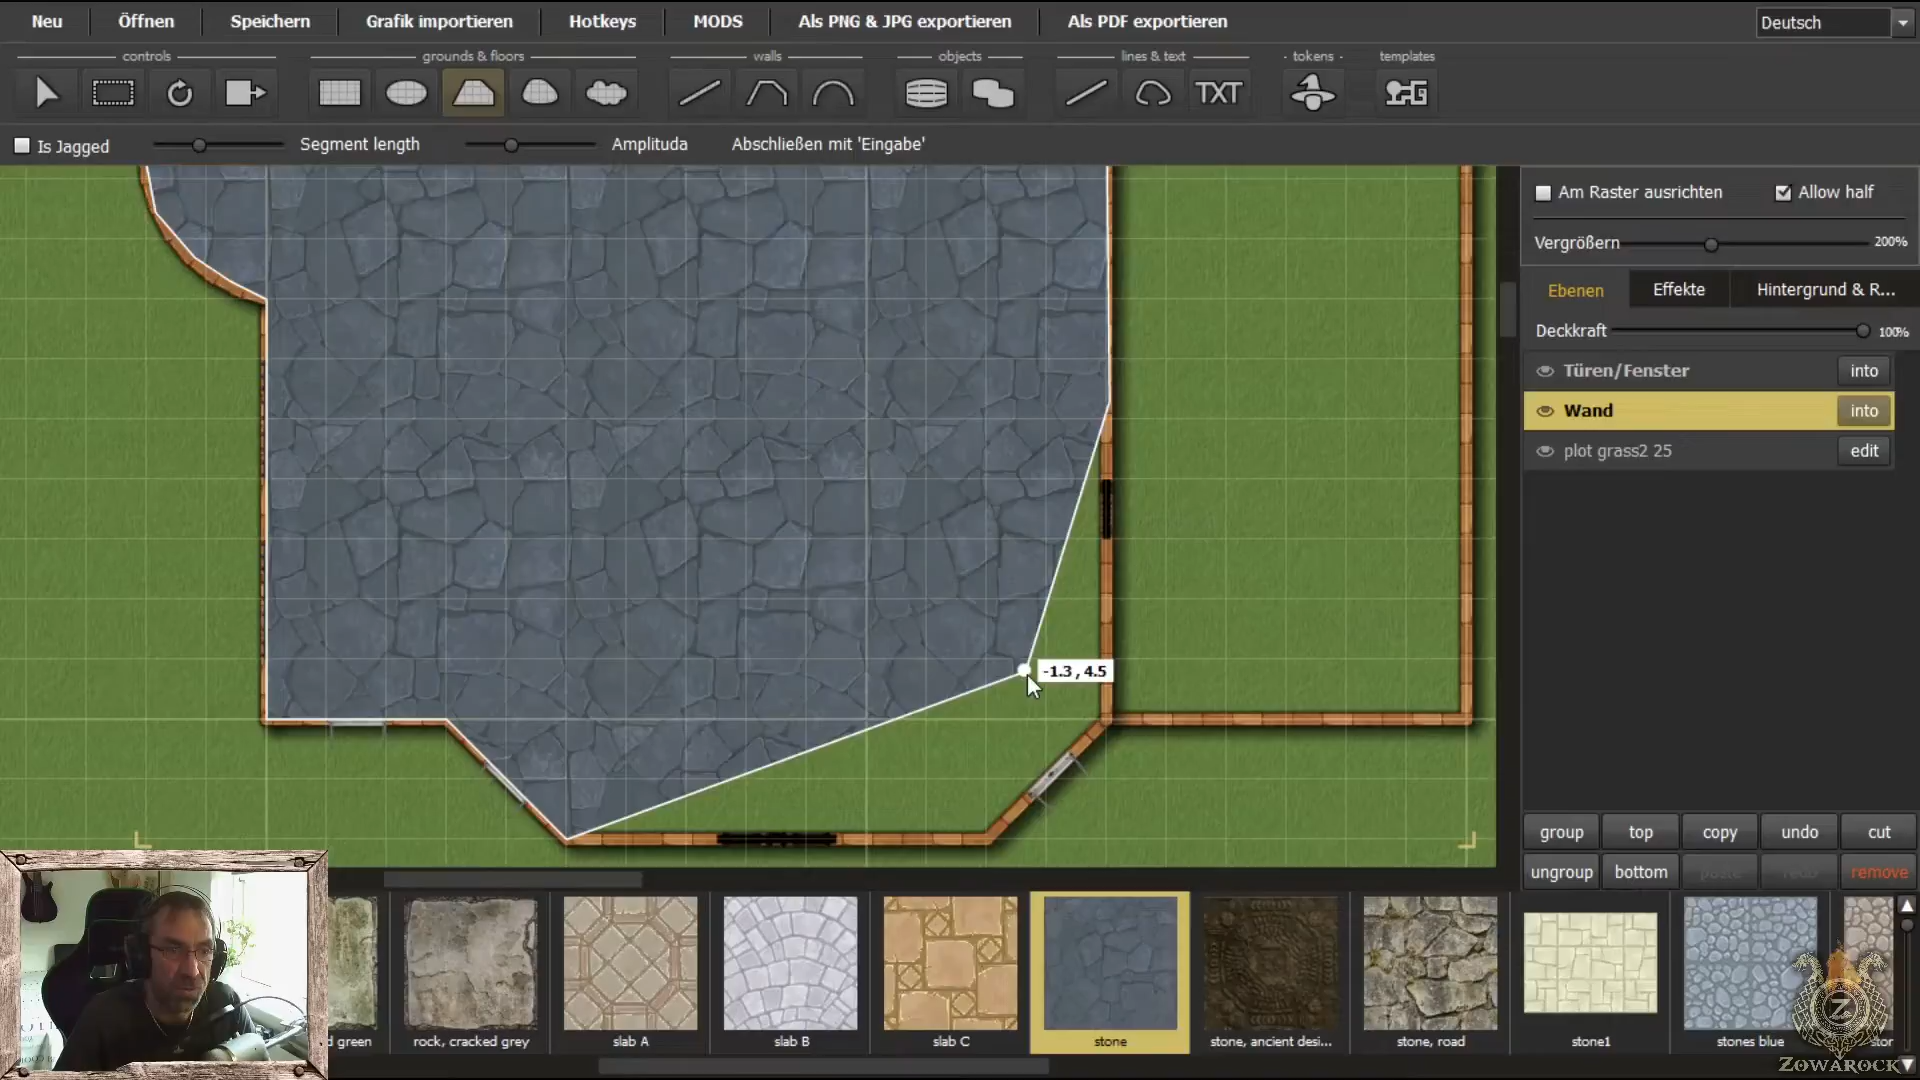 Neu Öffnen Speichern Grafik importieren Hotkeys MODS Als PNG & JPG exportieren Als PDF exportieren Deutsch
controls grounds & floors walls objects lines & text tokens templates
TXT
Is Jagged Segment length Amplituda Abschließen mit 'Eingabe'
Am Raster ausrichten Allow half
Vergrößern 200%
Ebenen Effekte Hintergrund & R...
Deckkraft 100%
Türen/Fenster into
Wand into
plot grass2 25 edit
-1.3 , 4.5
group top copy undo cut
ungroup bottom paste redo remove
d green rock, cracked grey slab A slab B slab C stone stone, ancient desi... stone, road stone1 stones blue stor
Z
ZOWAROCK